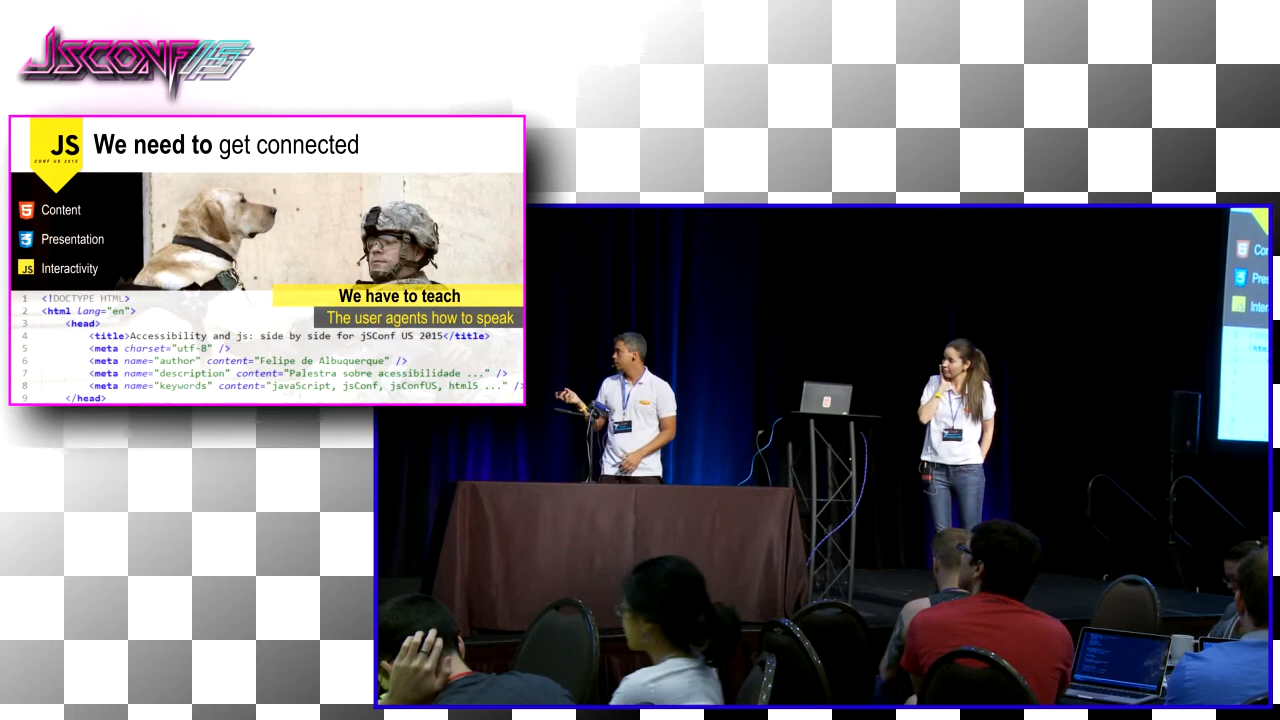 JSCONF15
JS
CONF US 2015
We need to get connected
Content
Presentation
JS Interactivity
We have to teach
The user agents how to speak
1 <!DOCTYPE HTML>
2 <html lang="en">
3 <head>
4 <title>Accessibility and js: side by side for jSConf US 2015</title>
5 <meta charset="utf-8" />
6 <meta name="author" content="Felipe de Albuquerque" />
7 <meta name="description" content="Palestra sobre acessibilidade ..." />
8 <meta name="keywords" content="javaScript, jsConf, jsConfUS, html5 ..." />
9 </head>
Con
Pres
Inter